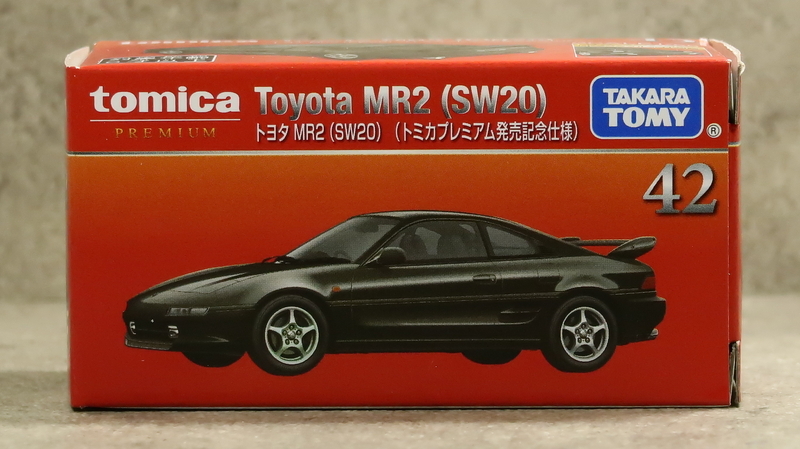 tomica
PREMIUM
Toyota MR2 (SW20)
トヨタ MR2 (SW20) (トミカプレミアム発売記念仕様)
TAKARA
TOMY
®
42